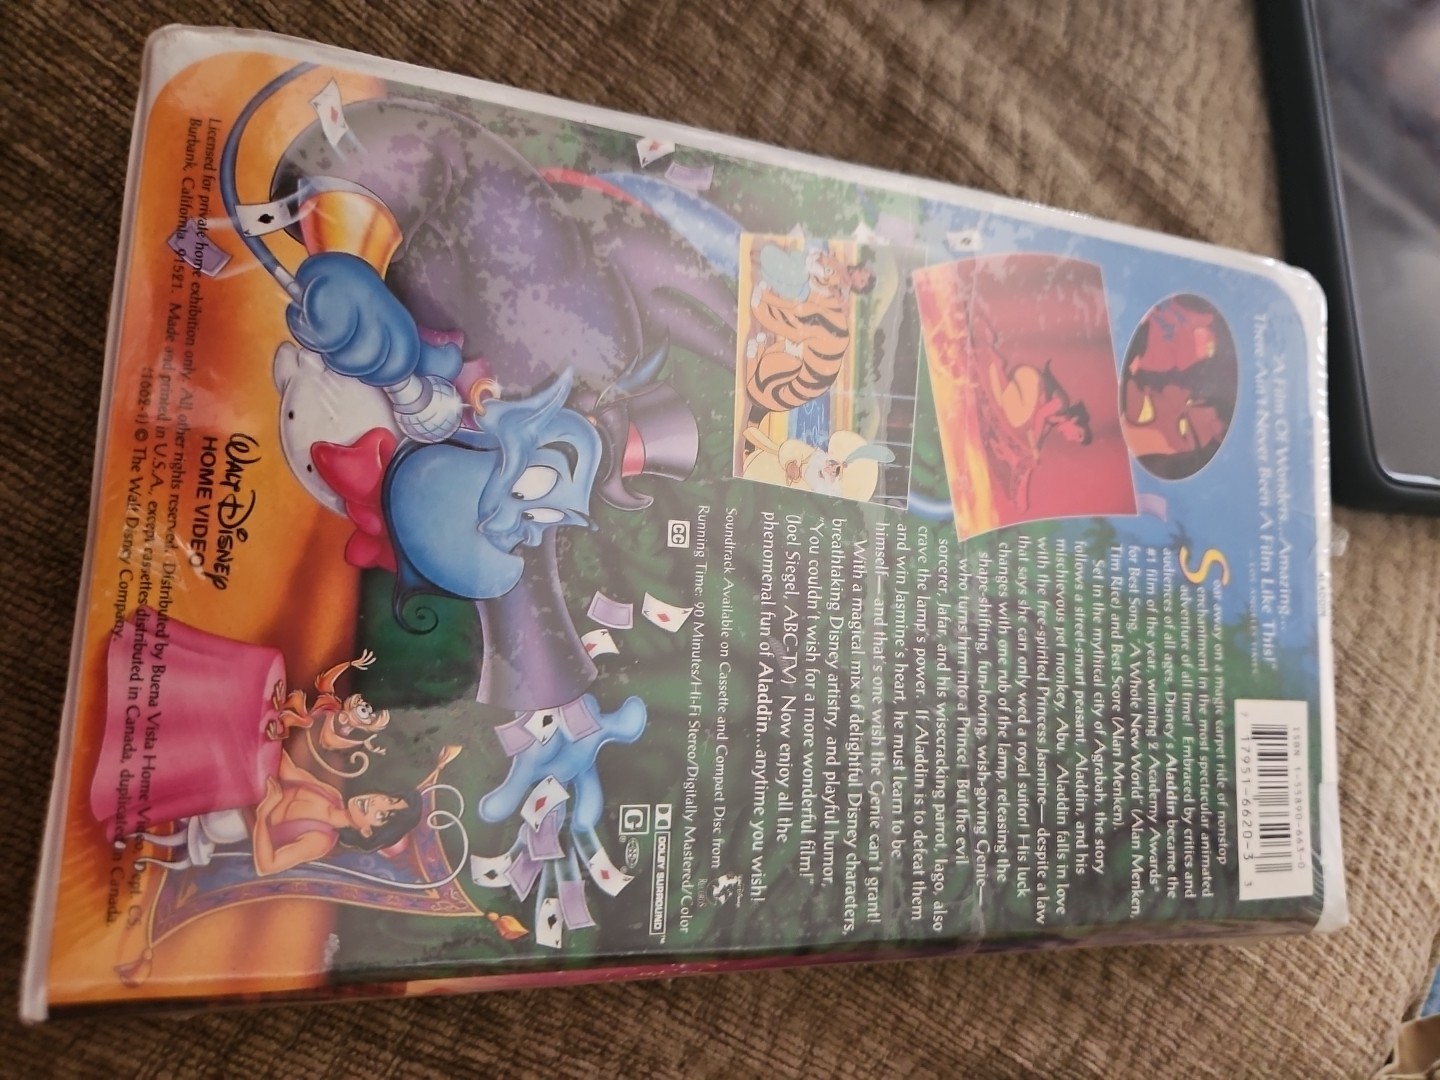 "A Film Of Wonders...Amazing...
There Ain't Never Been A Film Like This!"
ISBN 1-55890-663-0
7 17951-6620-3 3
Soar away on a magic carpet ride of nonstop
enchantment in the most spectacular animated
adventure of all time! Embraced by critics and
audiences of all ages, Disney's Aladdin became the
#1 film of the year, winning 2 Academy Awards®
for Best Song, "A Whole New World" (Alan Menken,
Tim Rice) and Best Score (Alan Menken).
Set in the mythical city of Agrabah, the story
follows a street-smart peasant, Aladdin, and his
mischievous pet monkey, Abu. Aladdin falls in love
with the free-spirited Princess Jasmine — despite a law
that says she can only wed a royal suitor! His luck
changes with one rub of the lamp, releasing the
shape-shifting, fun-loving, wish-giving Genie—
who turns him into a Prince! But the evil
sorcerer, Jafar, and his wisecracking parrot, Iago, also
crave the lamp's power. If Aladdin is to defeat them
and win Jasmine's heart, he must learn to be
himself—and that's one wish the Genie can't grant!
With a magical mix of delightful Disney characters,
breathtaking Disney artistry, and playful humor,
"You couldn't wish for a more wonderful film!"
(Joel Siegel, ABC-TV) Now enjoy all the
phenomenal fun of Aladdin...anytime you wish!
Soundtrack Available on Cassette and Compact Disc from
RECORDS
Running Time: 90 Minutes/Hi-Fi Stereo/Digitally Mastered/Color
CC
DOLBY SURROUND™
G®
WALT DISNEY
HOME VIDEO®
Licensed for private home exhibition only. All other rights reserved. Distributed by Buena Vista Home Video, Dept. CS,
Burbank, California 91521. Made and printed in U.S.A., except cassettes distributed in Canada, duplicated in Canada.
© The Walt Disney Company.